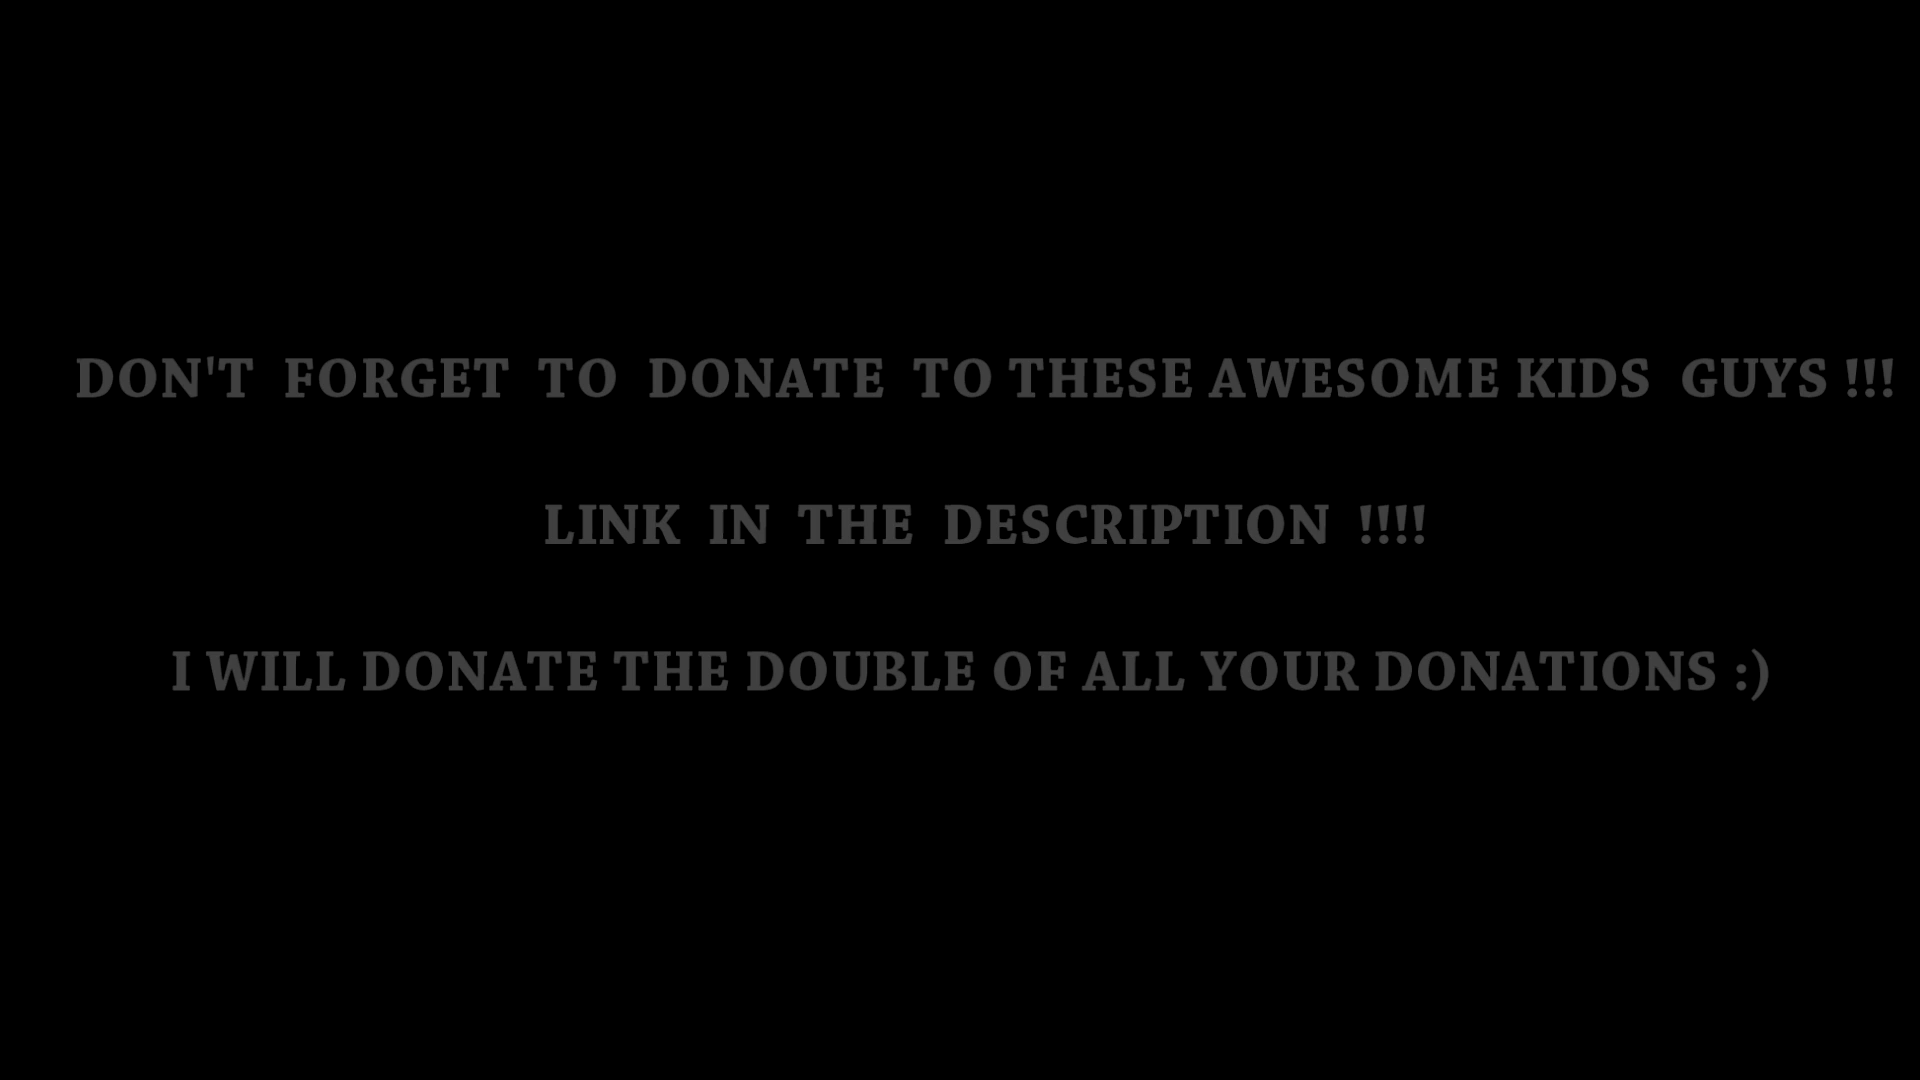 DON'T FORGET TO DONATE TO THESE AWESOME KIDS GUYS !!!
LINK IN THE DESCRIPTION !!!!
I WILL DONATE THE DOUBLE OF ALL YOUR DONATIONS :)